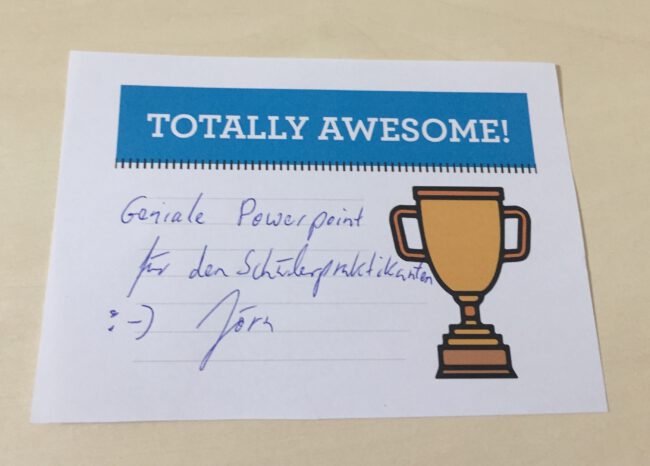 TOTALLY AWESOME!
Geniale Powerpoint
für den Schülerpraktikanten
:-) Jörn